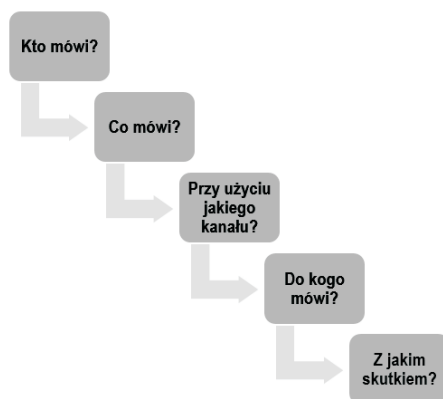 Kto mówi?
Co mówi?
Przy użyciu
jakiego
kanału?
Do kogo
mówi?
Z jakim
skutkiem?